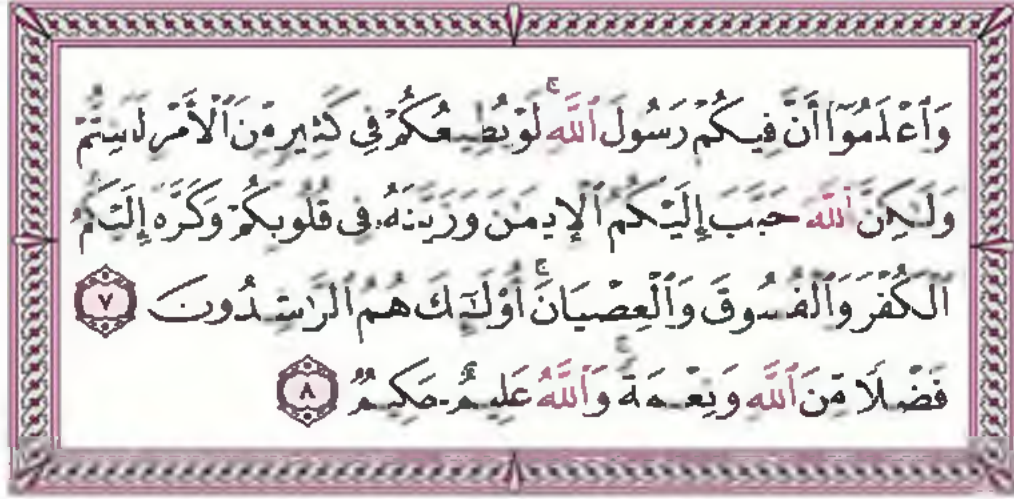 وَٱعْلَمُوٓا۟ أَنَّ فِيكُمْ رَسُولَ ٱللَّهِ ۚ لَوْ يُطِيعُكُمْ فِى كَثِيرٍ مِّنَ ٱلْأَمْرِ لَعَنِتُّمْ
وَلَـٰكِنَّ ٱللَّهَ حَبَّبَ إِلَيْكُمُ ٱلْإِيمَـٰنَ وَزَيَّنَهُۥ فِى قُلُوبِكُمْ وَكَرَّهَ إِلَيْكُمُ
ٱلْكُفْرَ وَٱلْفُسُوقَ وَٱلْعِصْيَانَ ۚ أُو۟لَـٰٓئِكَ هُمُ ٱلرَّٰشِدُونَ ٧
فَضْلًا مِّنَ ٱللَّهِ وَنِعْمَةً ۚ وَٱللَّهُ عَلِيمٌ حَكِيمٌ ٨